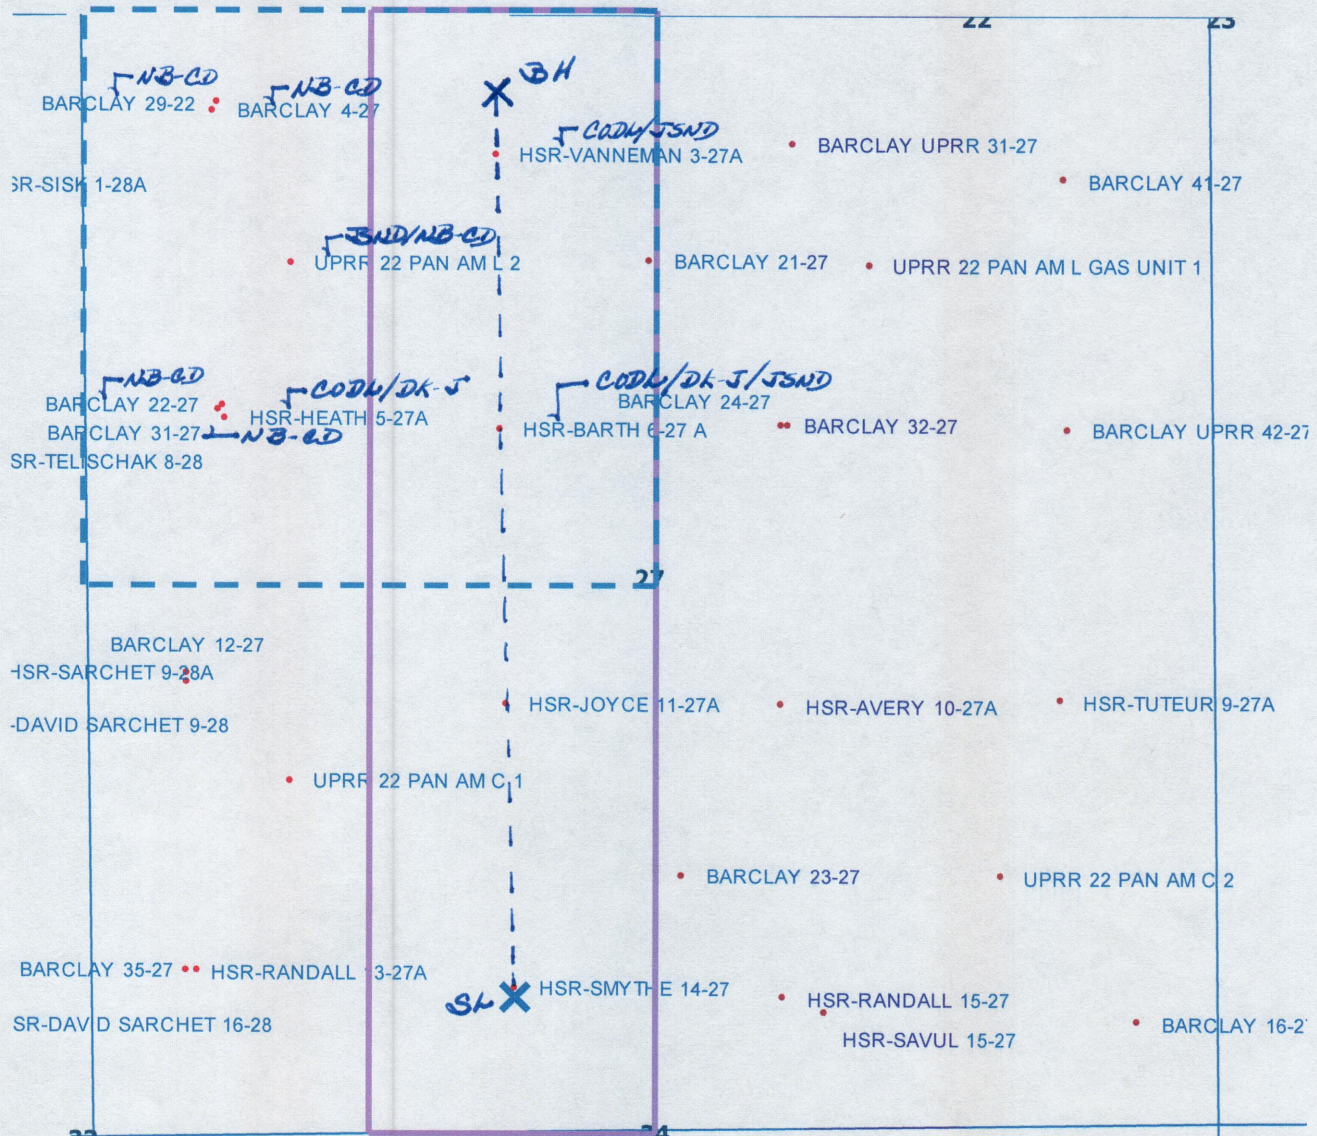 22
23
NB-CD
NB-CD
BH
BARCLAY 29-22
BARCLAY 4-27
CODL/JSND
HSR-VANNEMAN 3-27A
BARCLAY UPRR 31-27
SR-SISK 1-28A
BARCLAY 41-27
JSND/NB-CD
UPRR 22 PAN AM L 2
BARCLAY 21-27
UPRR 22 PAN AM L GAS UNIT 1
NB-CD
CODL/DK-J
CODL/DK-J/JSND
BARCLAY 22-27
HSR-HEATH 5-27A
BARCLAY 24-27
BARCLAY 31-27
NB-CD
HSR-BARTH 6-27 A
BARCLAY 32-27
BARCLAY UPRR 42-27
SR-TELISCHAK 8-28
27
BARCLAY 12-27
HSR-SARCHET 9-28A
HSR-JOYCE 11-27A
HSR-AVERY 10-27A
HSR-TUTEUR 9-27A
-DAVID SARCHET 9-28
UPRR 22 PAN AM C 1
BARCLAY 23-27
UPRR 22 PAN AM C 2
BARCLAY 35-27
HSR-RANDALL 13-27A
SL
HSR-SMYTHE 14-27
HSR-RANDALL 15-27
SR-DAVID SARCHET 16-28
HSR-SAVUL 15-27
BARCLAY 16-27
33
34